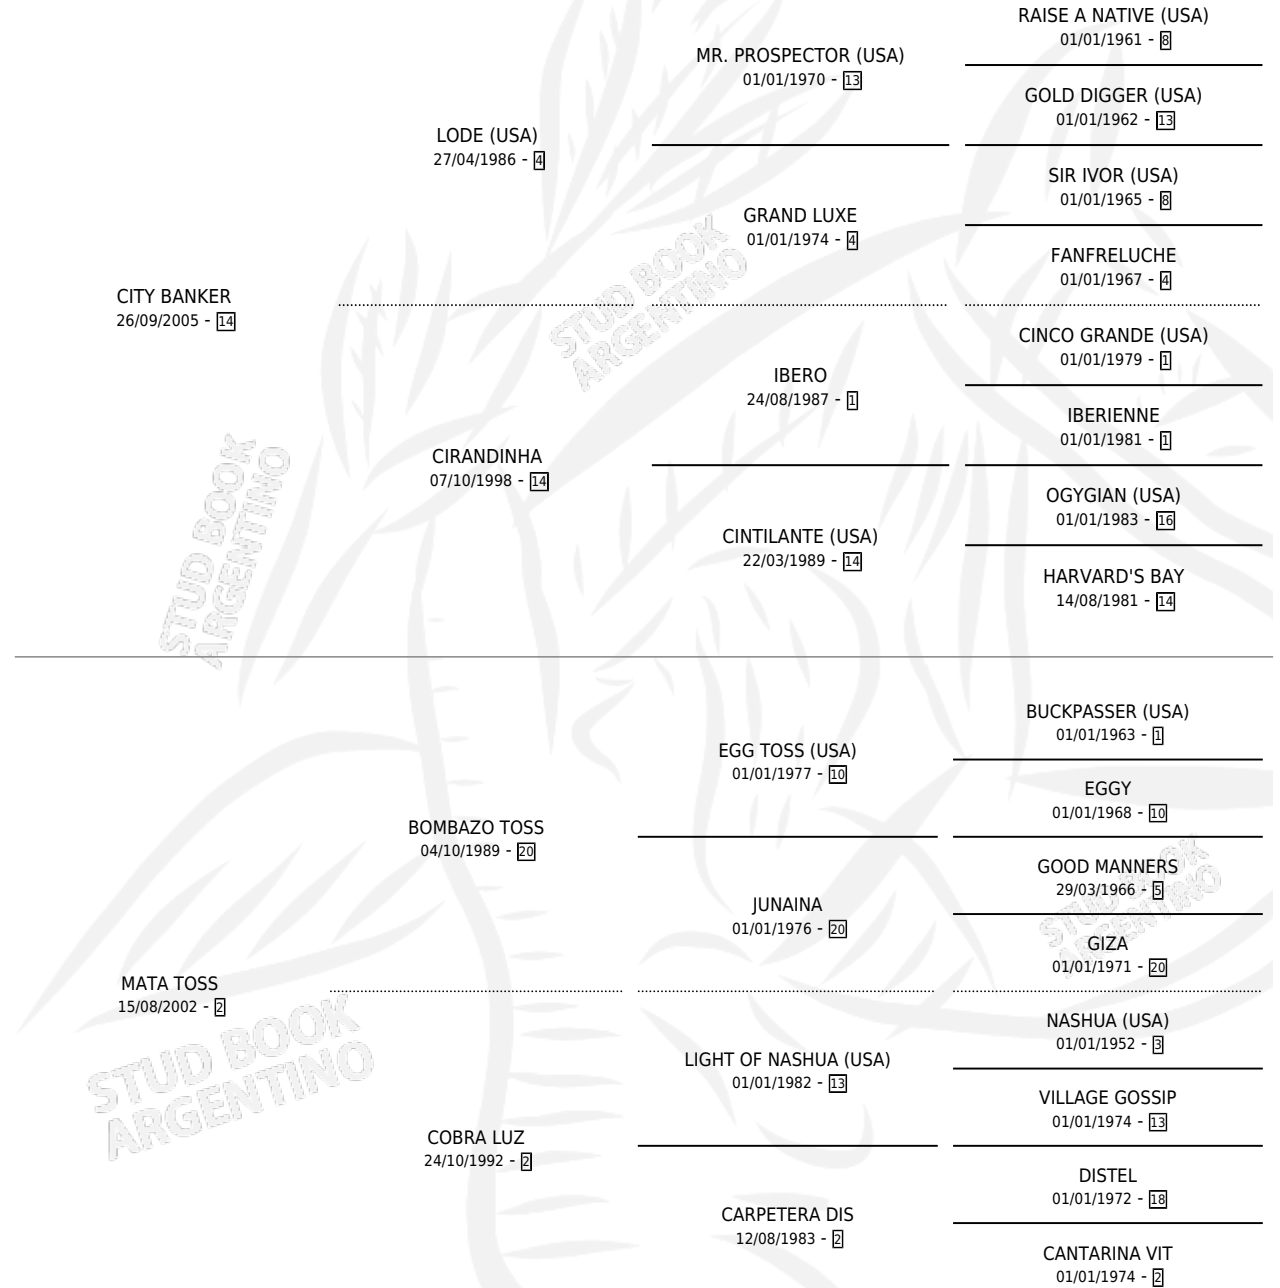 RAISE A NATIVE (USA)
01/01/1961 - 8
MR. PROSPECTOR (USA)
01/01/1970 - 13
GOLD DIGGER (USA)
01/01/1962 - 13
LODE (USA)
27/04/1986 - 4
SIR IVOR (USA)
01/01/1965 - 8
GRAND LUXE
01/01/1974 - 4
FANFRELUCHE
01/01/1967 - 4
CITY BANKER
26/09/2005 - 14
STUD BOOK
ARGENTINO
CINCO GRANDE (USA)
01/01/1979 - 1
IBERO
24/08/1987 - 1
IBERIENNE
01/01/1981 - 1
CIRANDINHA
07/10/1998 - 14
OGYGIAN (USA)
01/01/1983 - 16
CINTILANTE (USA)
22/03/1989 - 14
HARVARD'S BAY
14/08/1981 - 14
STUD BOOK
ARGENTINO
BUCKPASSER (USA)
01/01/1963 - 1
EGG TOSS (USA)
01/01/1977 - 10
EGGY
01/01/1968 - 10
BOMBAZO TOSS
04/10/1989 - 20
GOOD MANNERS
29/03/1966 - 5
JUNAINA
01/01/1976 - 20
STUD BOOK
ARGENTINO
GIZA
01/01/1971 - 20
MATA TOSS
15/08/2002 - 2
NASHUA (USA)
01/01/1952 - 3
LIGHT OF NASHUA (USA)
01/01/1982 - 13
STUD BOOK
ARGENTINO
VILLAGE GOSSIP
01/01/1974 - 13
COBRA LUZ
24/10/1992 - 2
DISTEL
01/01/1972 - 18
CARPETERA DIS
12/08/1983 - 2
CANTARINA VIT
01/01/1974 - 2